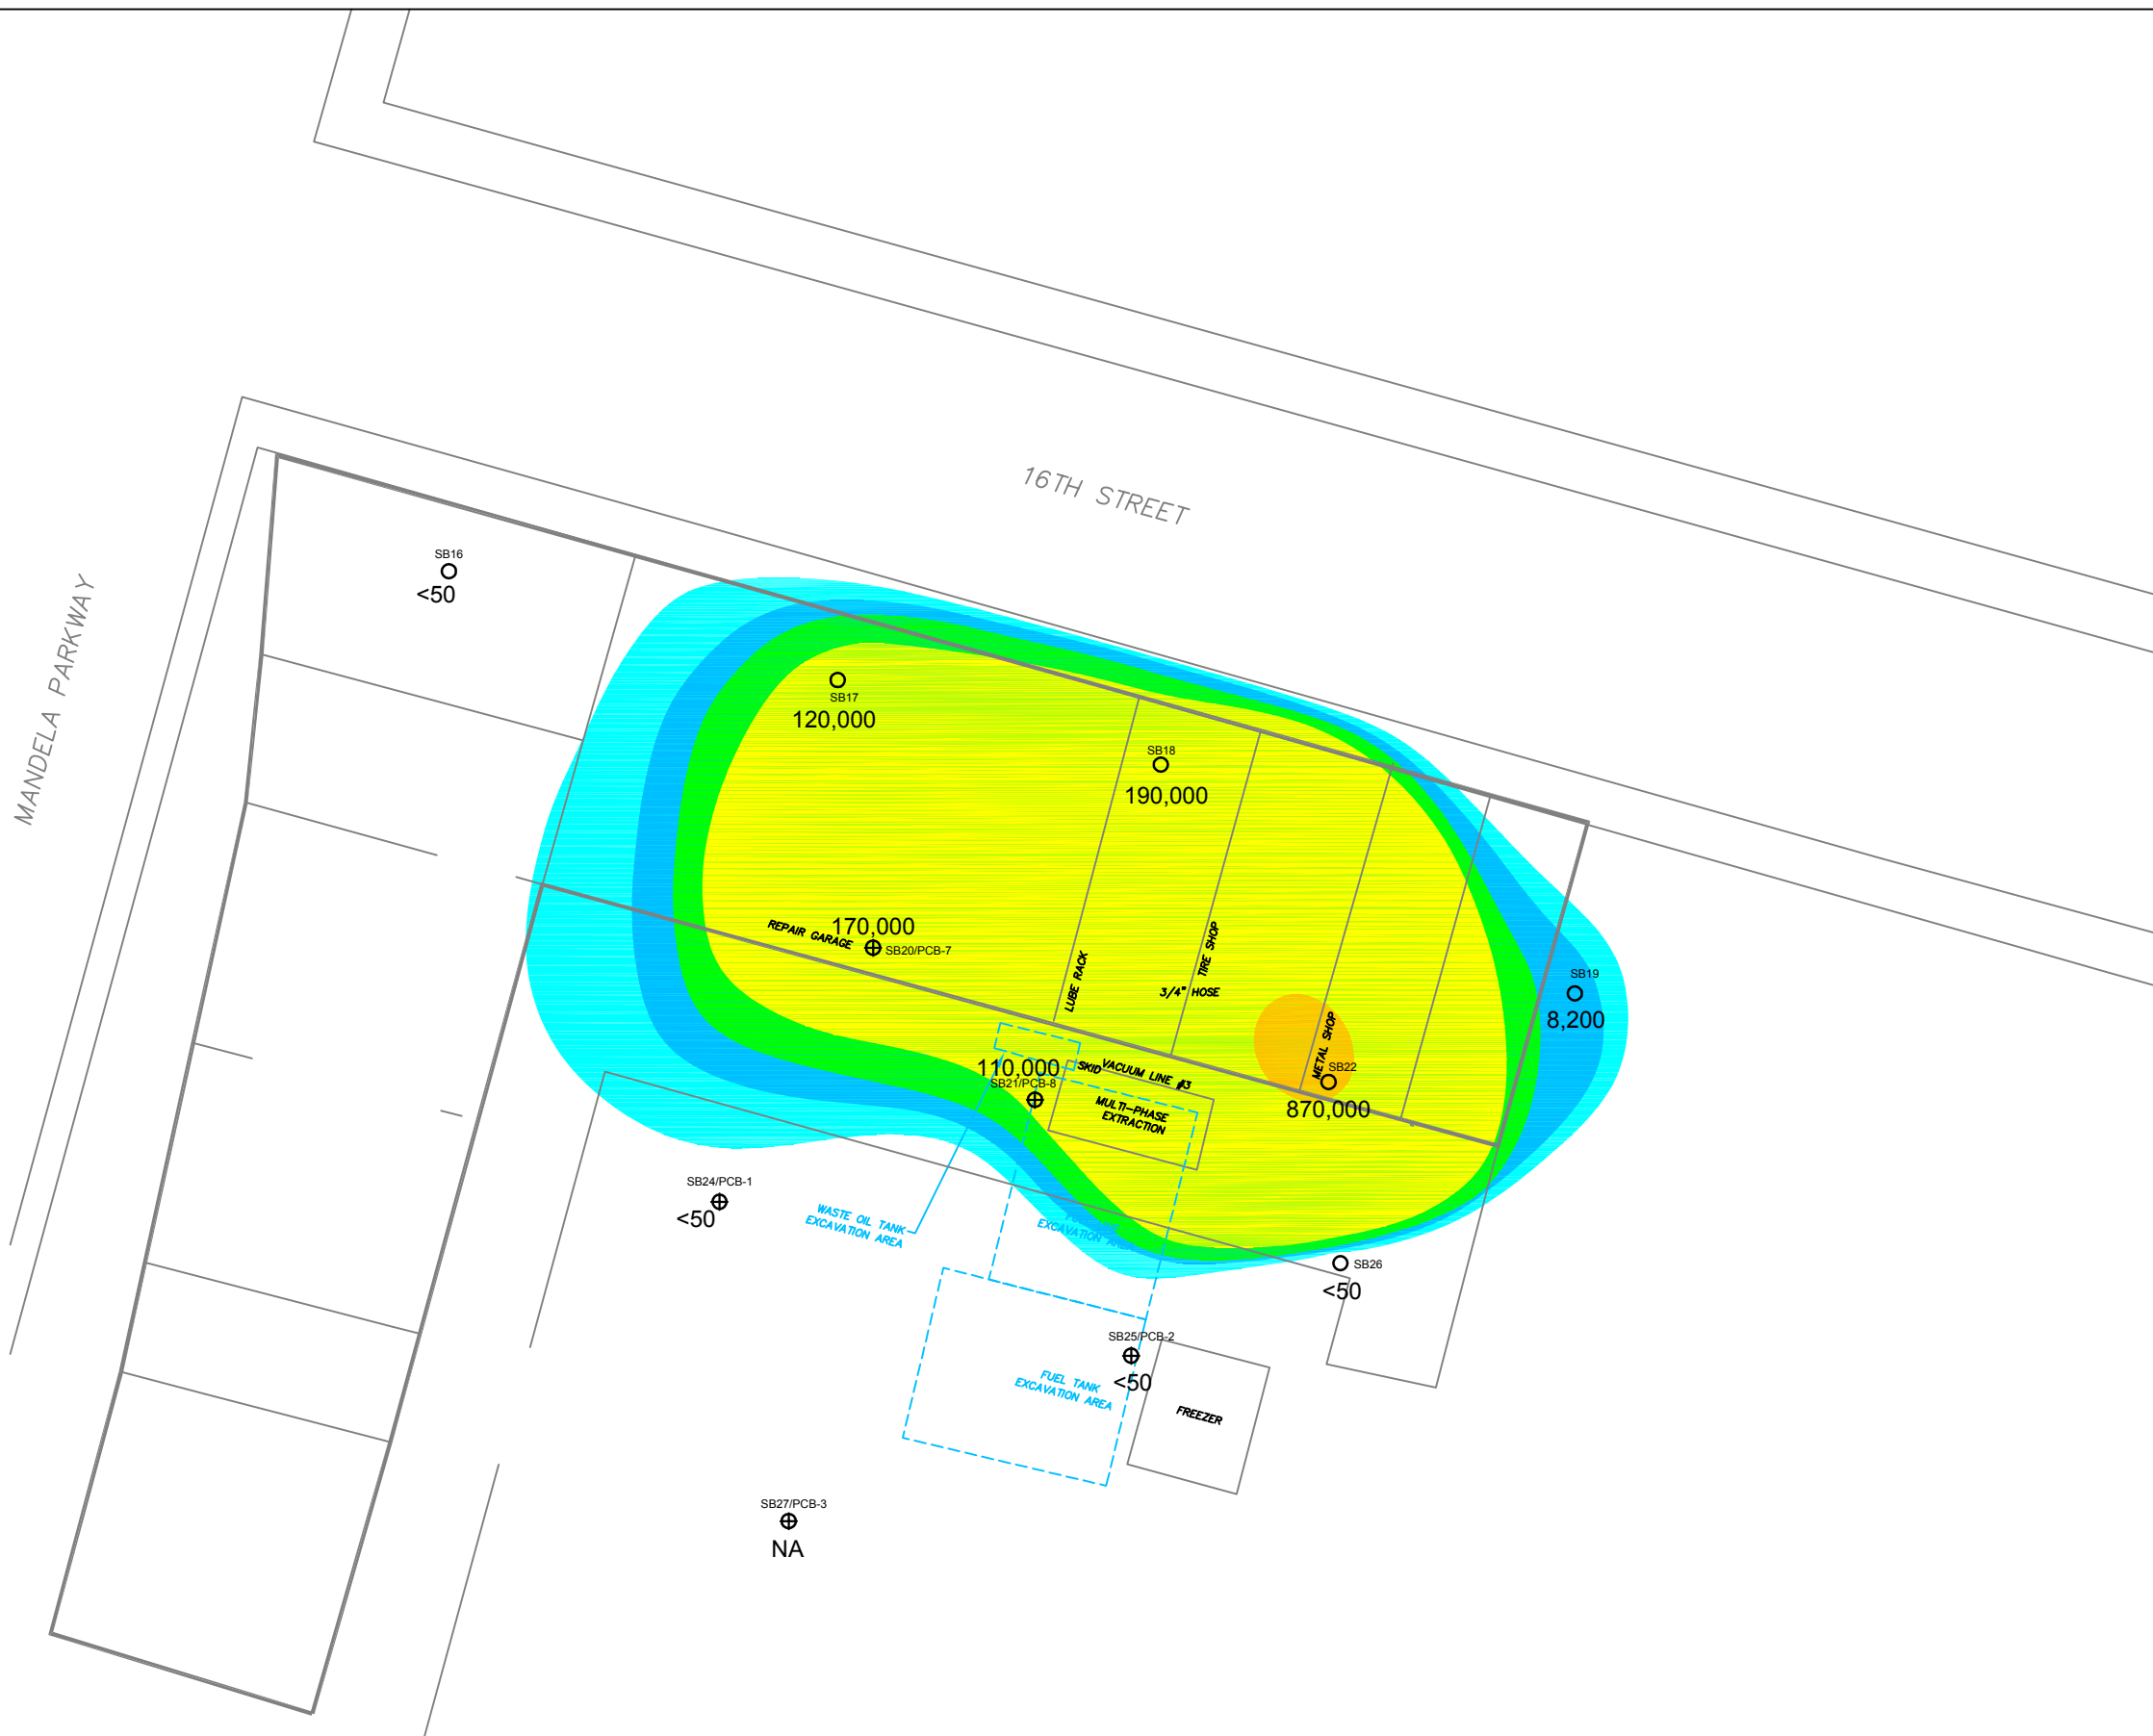 16TH STREET
MANDELA PARKWAY
SB16
<50
SB17
120,000
SB18
190,000
170,000
REPAIR GARAGE
SB20/PCB-7
LUBE RACK
TIRE SHOP
3/4" HOSE
SB19
8,200
METAL SHOP
SB22
870,000
110,000
SB21/PCB-8
SKID
VACUUM LINE #3
MULTI-PHASE
EXTRACTION
SB24/PCB-1
<50
WASTE OIL TANK
EXCAVATION AREA
EXCAVATION AREA
SB26
<50
SB25/PCB-2
<50
FUEL TANK
EXCAVATION AREA
FREEZER
SB27/PCB-3
NA